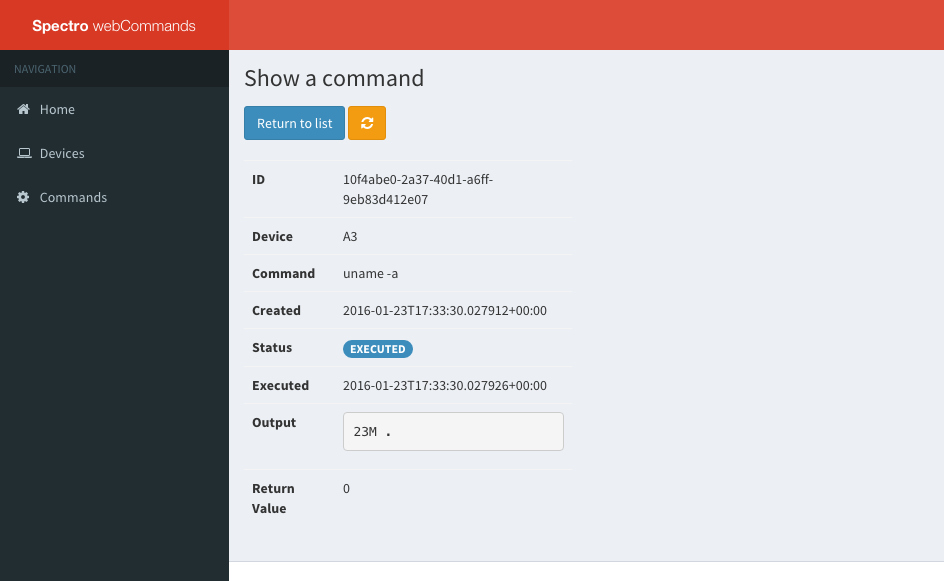 Spectro webCommands
NAVIGATION
Home
Devices
Commands
Show a command
Return to list
ID 10f4abe0-2a37-40d1-a6ff-
9eb83d412e07
Device A3
Command uname -a
Created 2016-01-23T17:33:30.027912+00:00
Status EXECUTED
Executed 2016-01-23T17:33:30.027926+00:00
Output 23M .
Return 0
Value